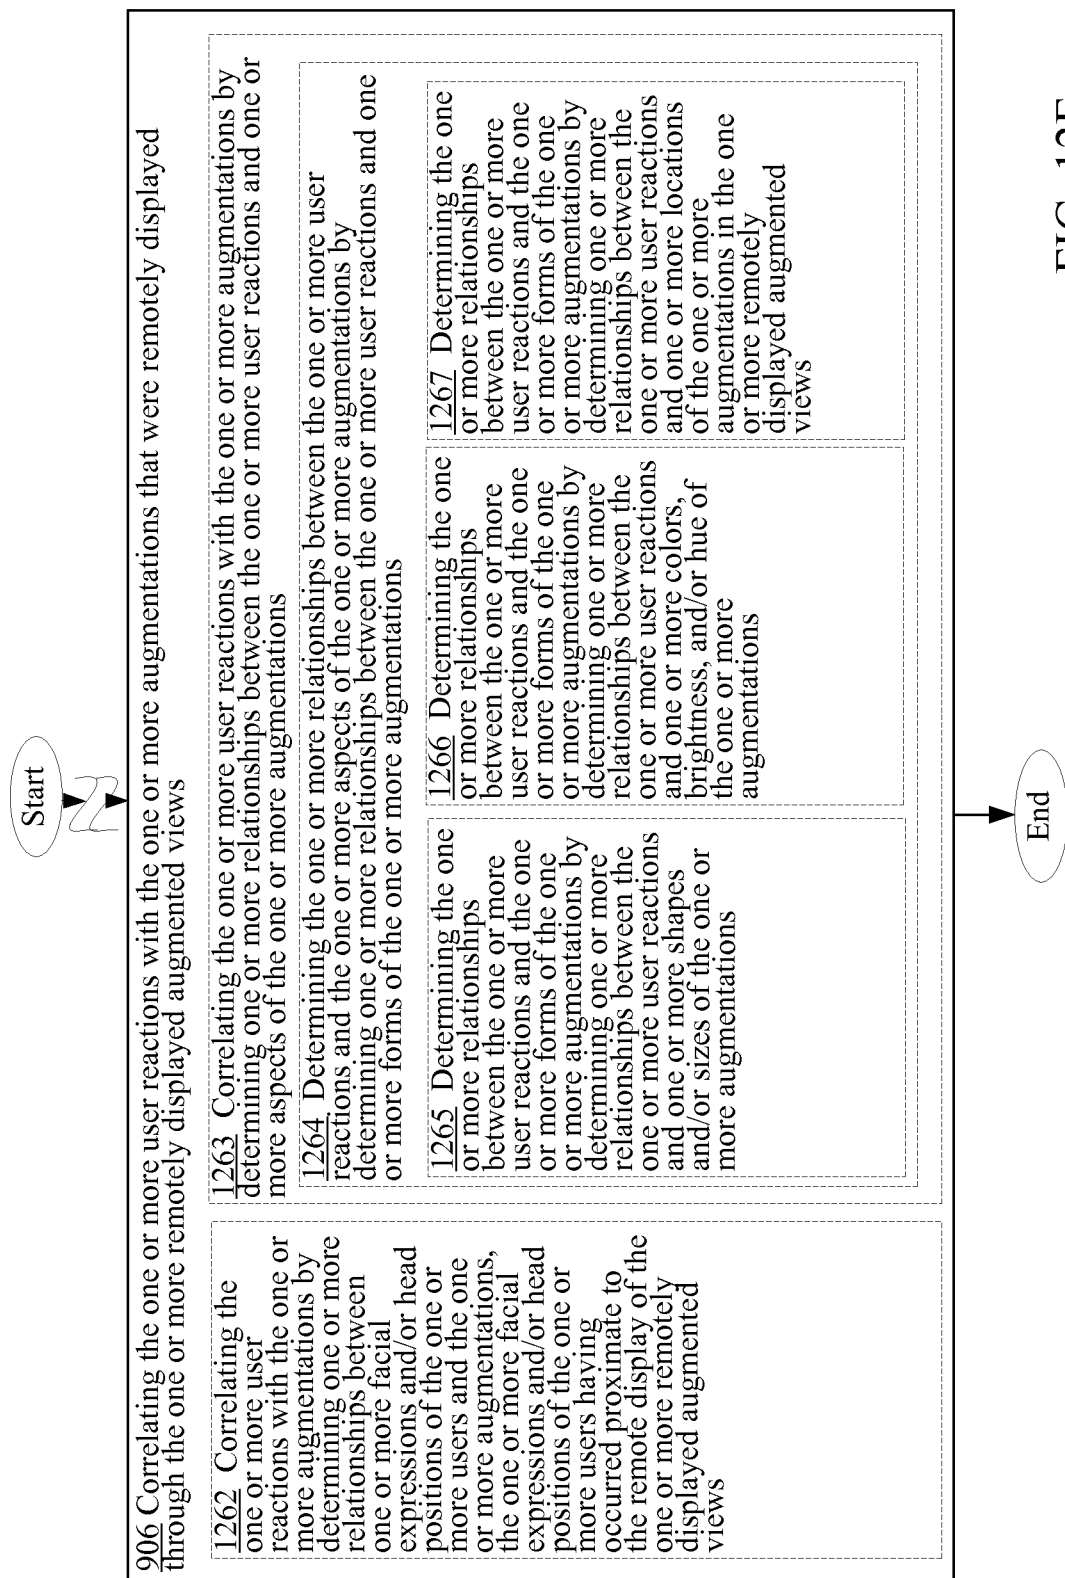 Start
906 Correlating the one or more user reactions with the one or more augmentations that were remotely displayed
through the one or more remotely displayed augmented views
1262 Correlating the
one or more user
reactions with the one or
more augmentations by
determining one or more
relationships between
one or more facial
expressions and/or head
positions of the one or
more users and the one
or more augmentations,
the one or more facial
expressions and/or head
positions of the one or
more users having
occurred proximate to
the remote display of the
one or more remotely
displayed augmented
views
1263 Correlating the one or more user reactions with the one or more augmentations by
determining one or more relationships between the one or more user reactions and one or
more aspects of the one or more augmentations
1264 Determining the one or more relationships between the one or more user
reactions and the one or more aspects of the one or more augmentations by
determining one or more relationships between the one or more user reactions and one
or more forms of the one or more augmentations
1265 Determining the one
or more relationships
between the one or more
user reactions and the one
or more forms of the one
or more augmentations by
determining one or more
relationships between the
one or more user reactions
and one or more shapes
and/or sizes of the one or
more augmentations
1266 Determining the one
or more relationships
between the one or more
user reactions and the one
or more forms of the one
or more augmentations by
determining one or more
relationships between the
one or more user reactions
and one or more colors,
brightness, and/or hue of
the one or more
augmentations
1267 Determining the one
or more relationships
between the one or more
user reactions and the one
or more forms of the one
or more augmentations by
determining one or more
relationships between the
one or more user reactions
and one or more locations
of the one or more
augmentations in the one
or more remotely
displayed augmented
views
End